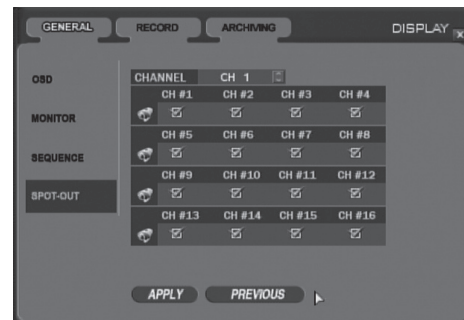 GENERAL RECORD ARCHIVING DISPLAY X
OSD
MONITOR
SEQUENCE
SPOT-OUT
CHANNEL CH 1
CH #1 CH #2 CH #3 CH #4
CH #5 CH #6 CH #7 CH #8
CH #9 CH #10 CH #11 CH #12
CH #13 CH #14 CH #15 CH #16
APPLY PREVIOUS